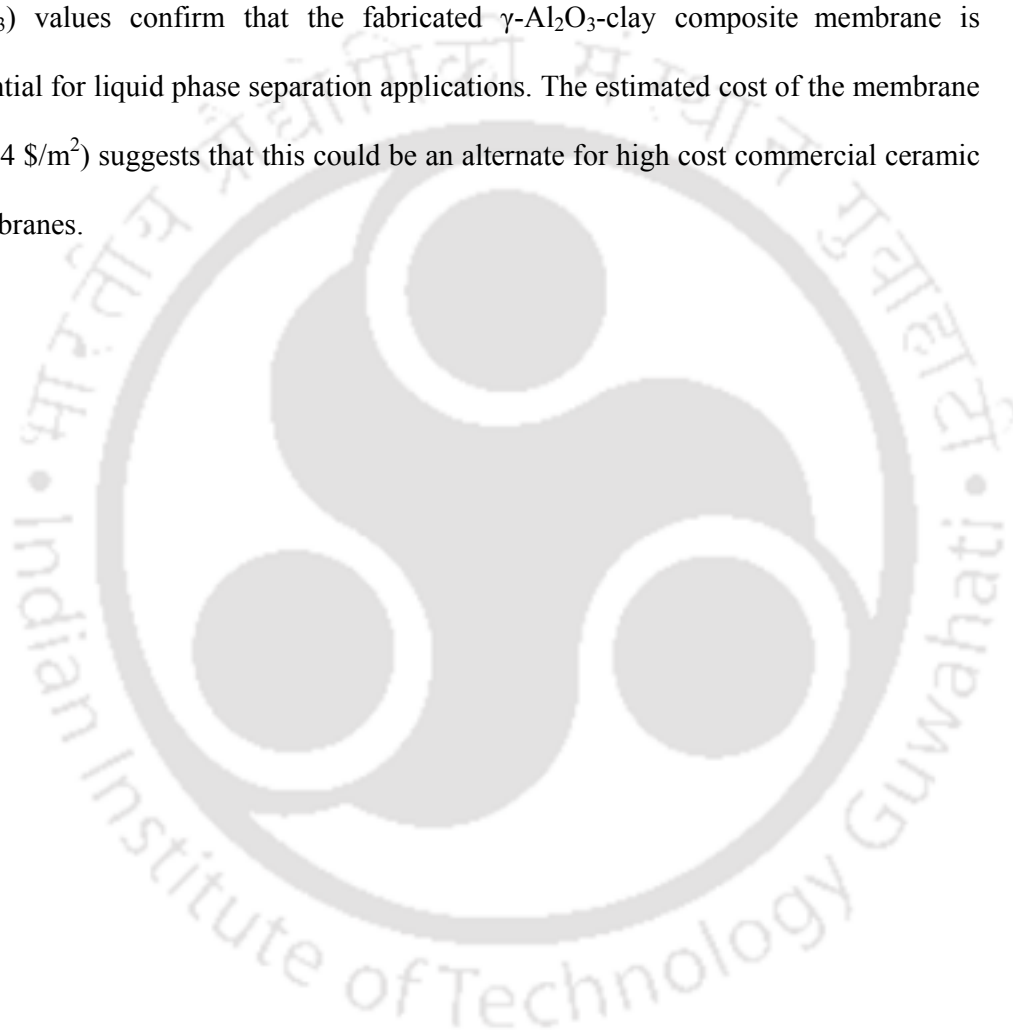 ₃) values confirm that the fabricated γ-Al₂O₃-clay composite membrane is
ntial for liquid phase separation applications. The estimated cost of the membrane
4 $/m²) suggests that this could be an alternate for high cost commercial ceramic
branes.
भारतीय प्रौद्योगिकी संस्थान गुवाहाटी
Indian Institute of Technology Guwahati